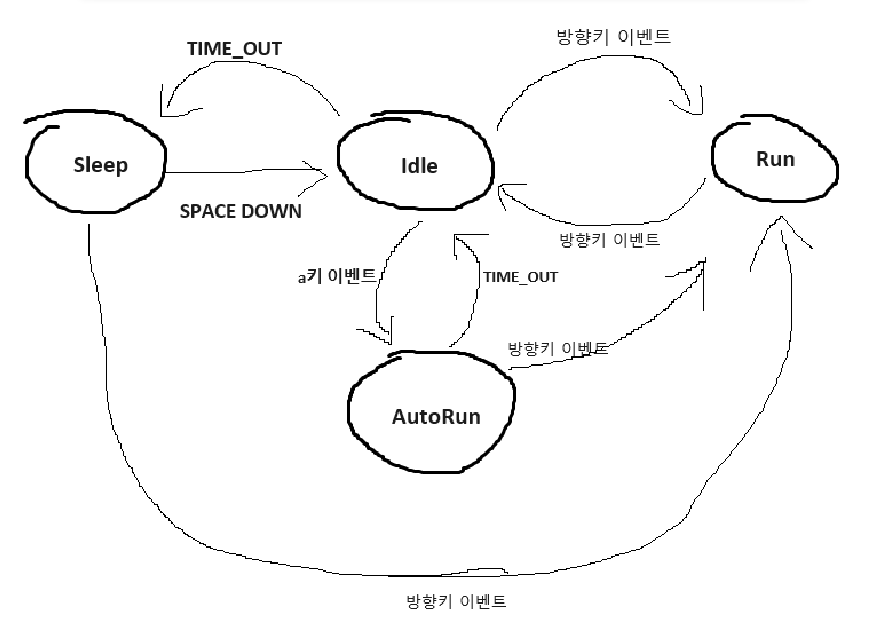 TIME_OUT
방향키 이벤트
Sleep
Idle
Run
SPACE DOWN
방향키 이벤트
a키 이벤트
TIME_OUT
방향키 이벤트
AutoRun
방향키 이벤트